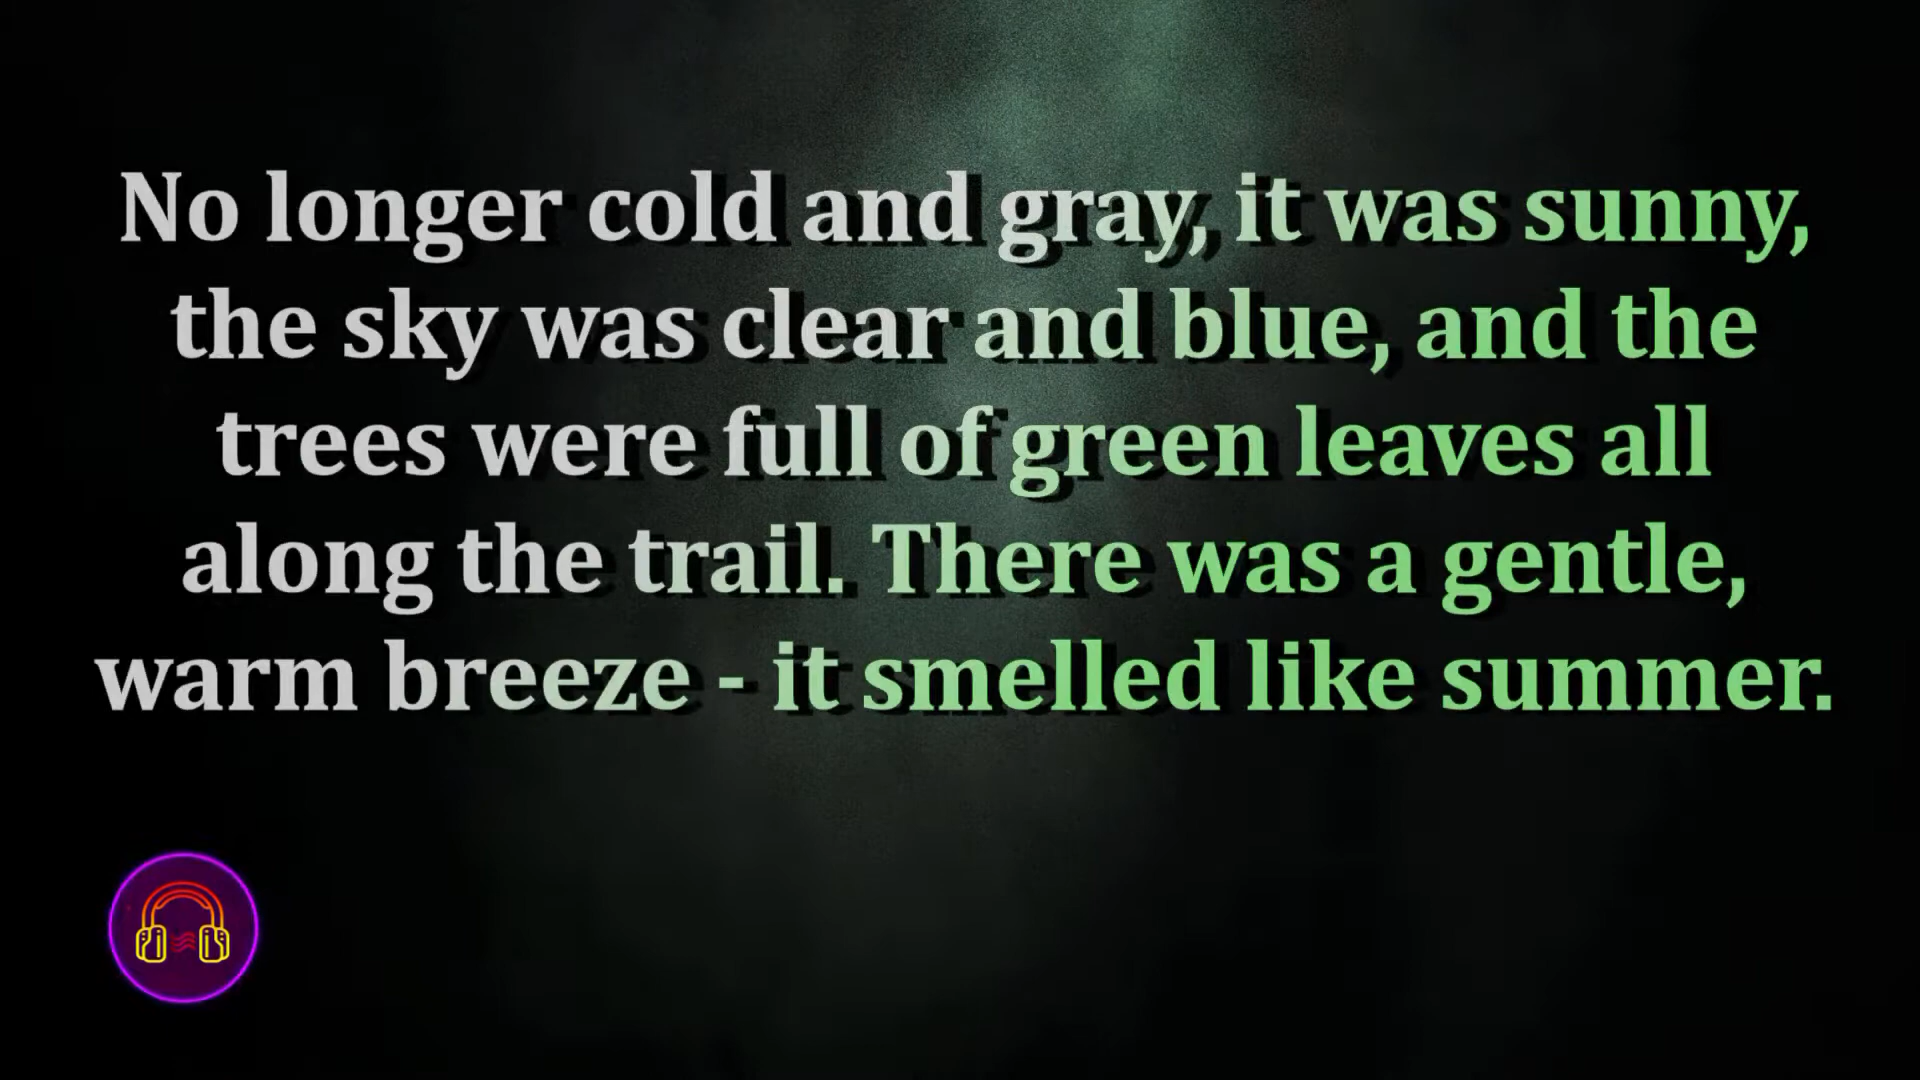 No longer cold and gray, it was sunny,
the sky was clear and blue, and the
trees were full of green leaves all
along the trail. There was a gentle,
warm breeze - it smelled like summer.